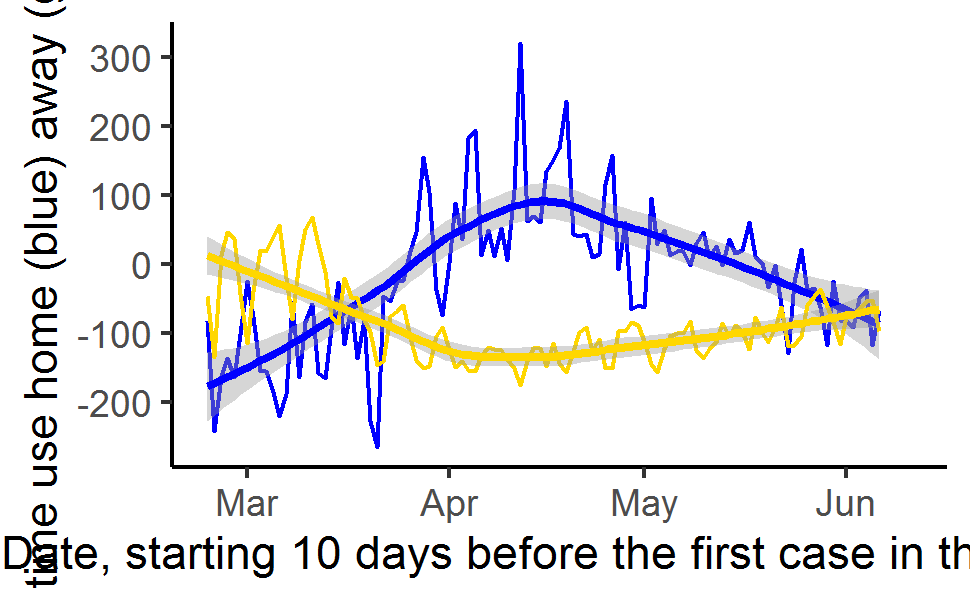 time use home (blue) away (
300
200
100
0
-100
-200
Mar Apr May Jun
Date, starting 10 days before the first case in th